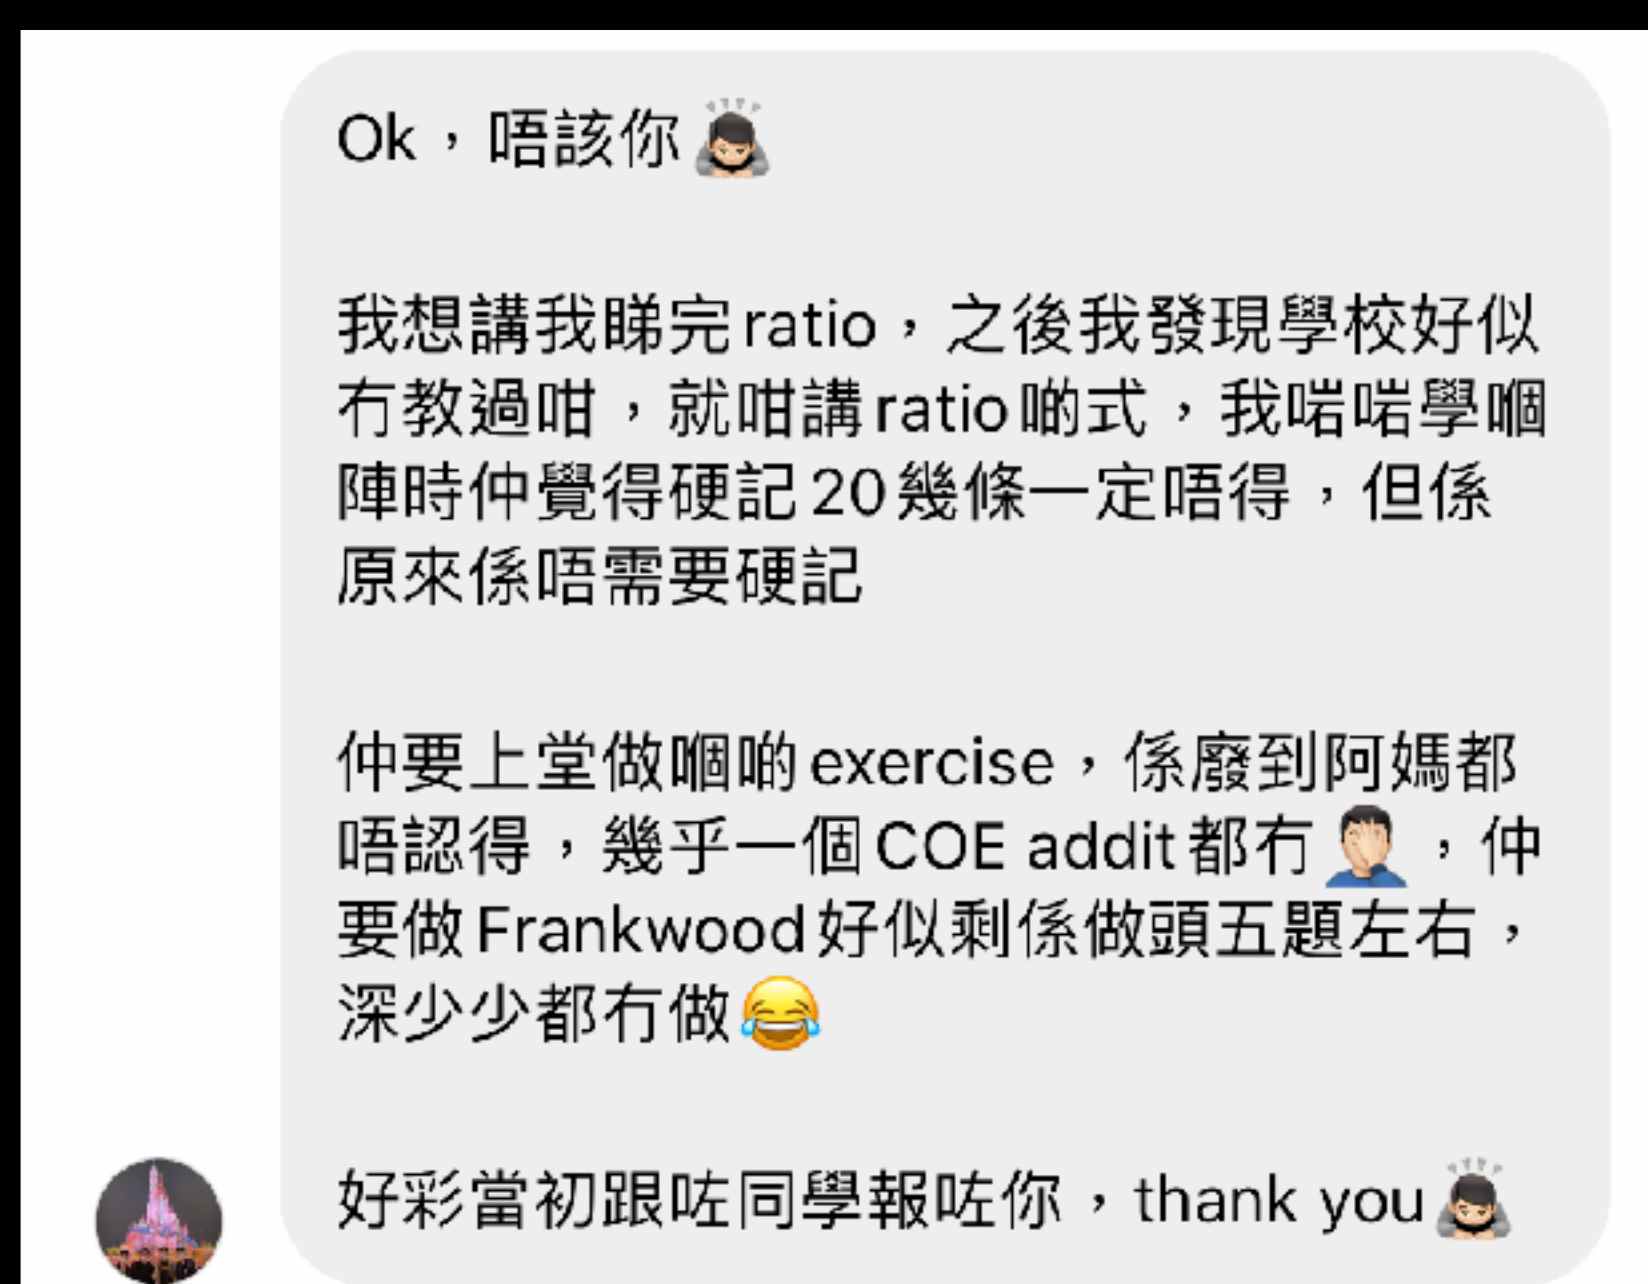 Ok，唔該你🙇🏻‍♂️
我想講我睇完ratio，之後我發現學校好似
冇教過咁，就咁講ratio啲式，我啱啱學嗰
陣時仲覺得硬記20幾條一定唔得，但係
原來係唔需要硬記
仲要上堂做嗰啲exercise，係廢到阿媽都
唔認得，幾乎一個COE addit都冇🤦🏻‍♂️，仲
要做Frankwood好似剩係做頭五題左右，
深少少都冇做😂
好彩當初跟咗同學報咗你，thank you🙇🏻‍♂️